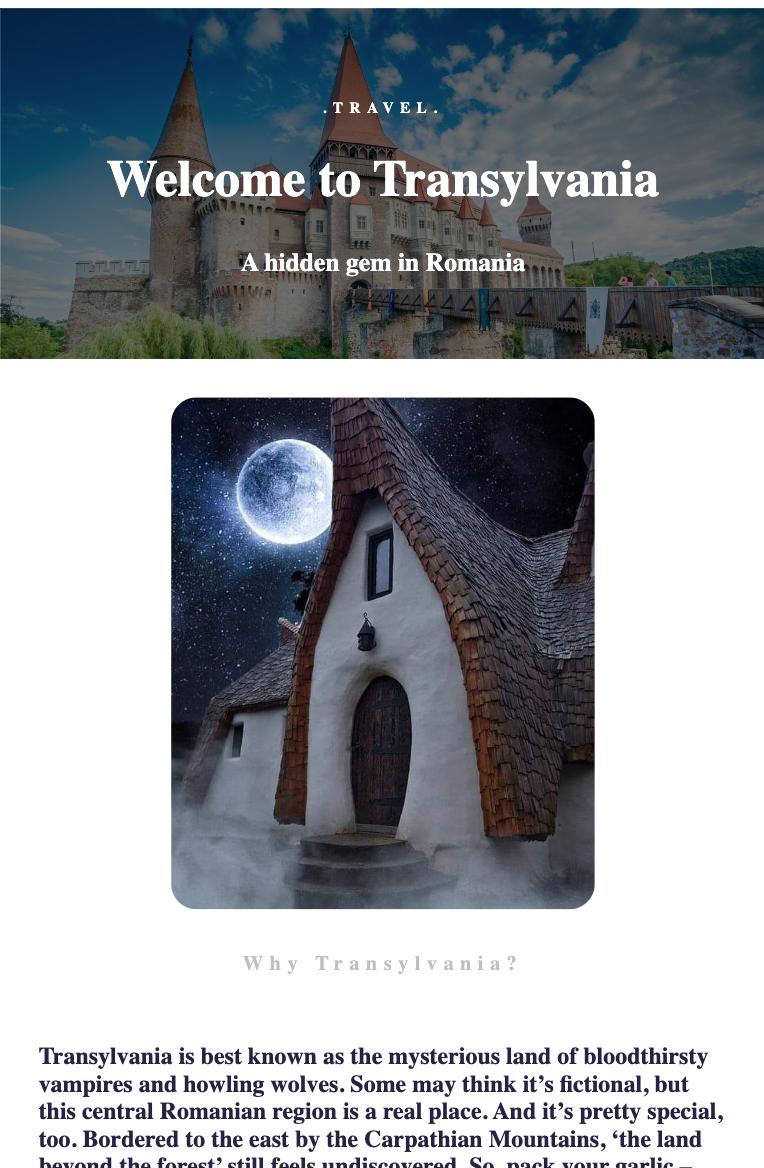 .TRAVEL.
Welcome to Transylvania
A hidden gem in Romania
Why Transylvania?
Transylvania is best known as the mysterious land of bloodthirsty
vampires and howling wolves. Some may think it’s fictional, but
this central Romanian region is a real place. And it’s pretty special,
too. Bordered to the east by the Carpathian Mountains, ‘the land
beyond the forest’ still feels undiscovered. So, pack your garlic –